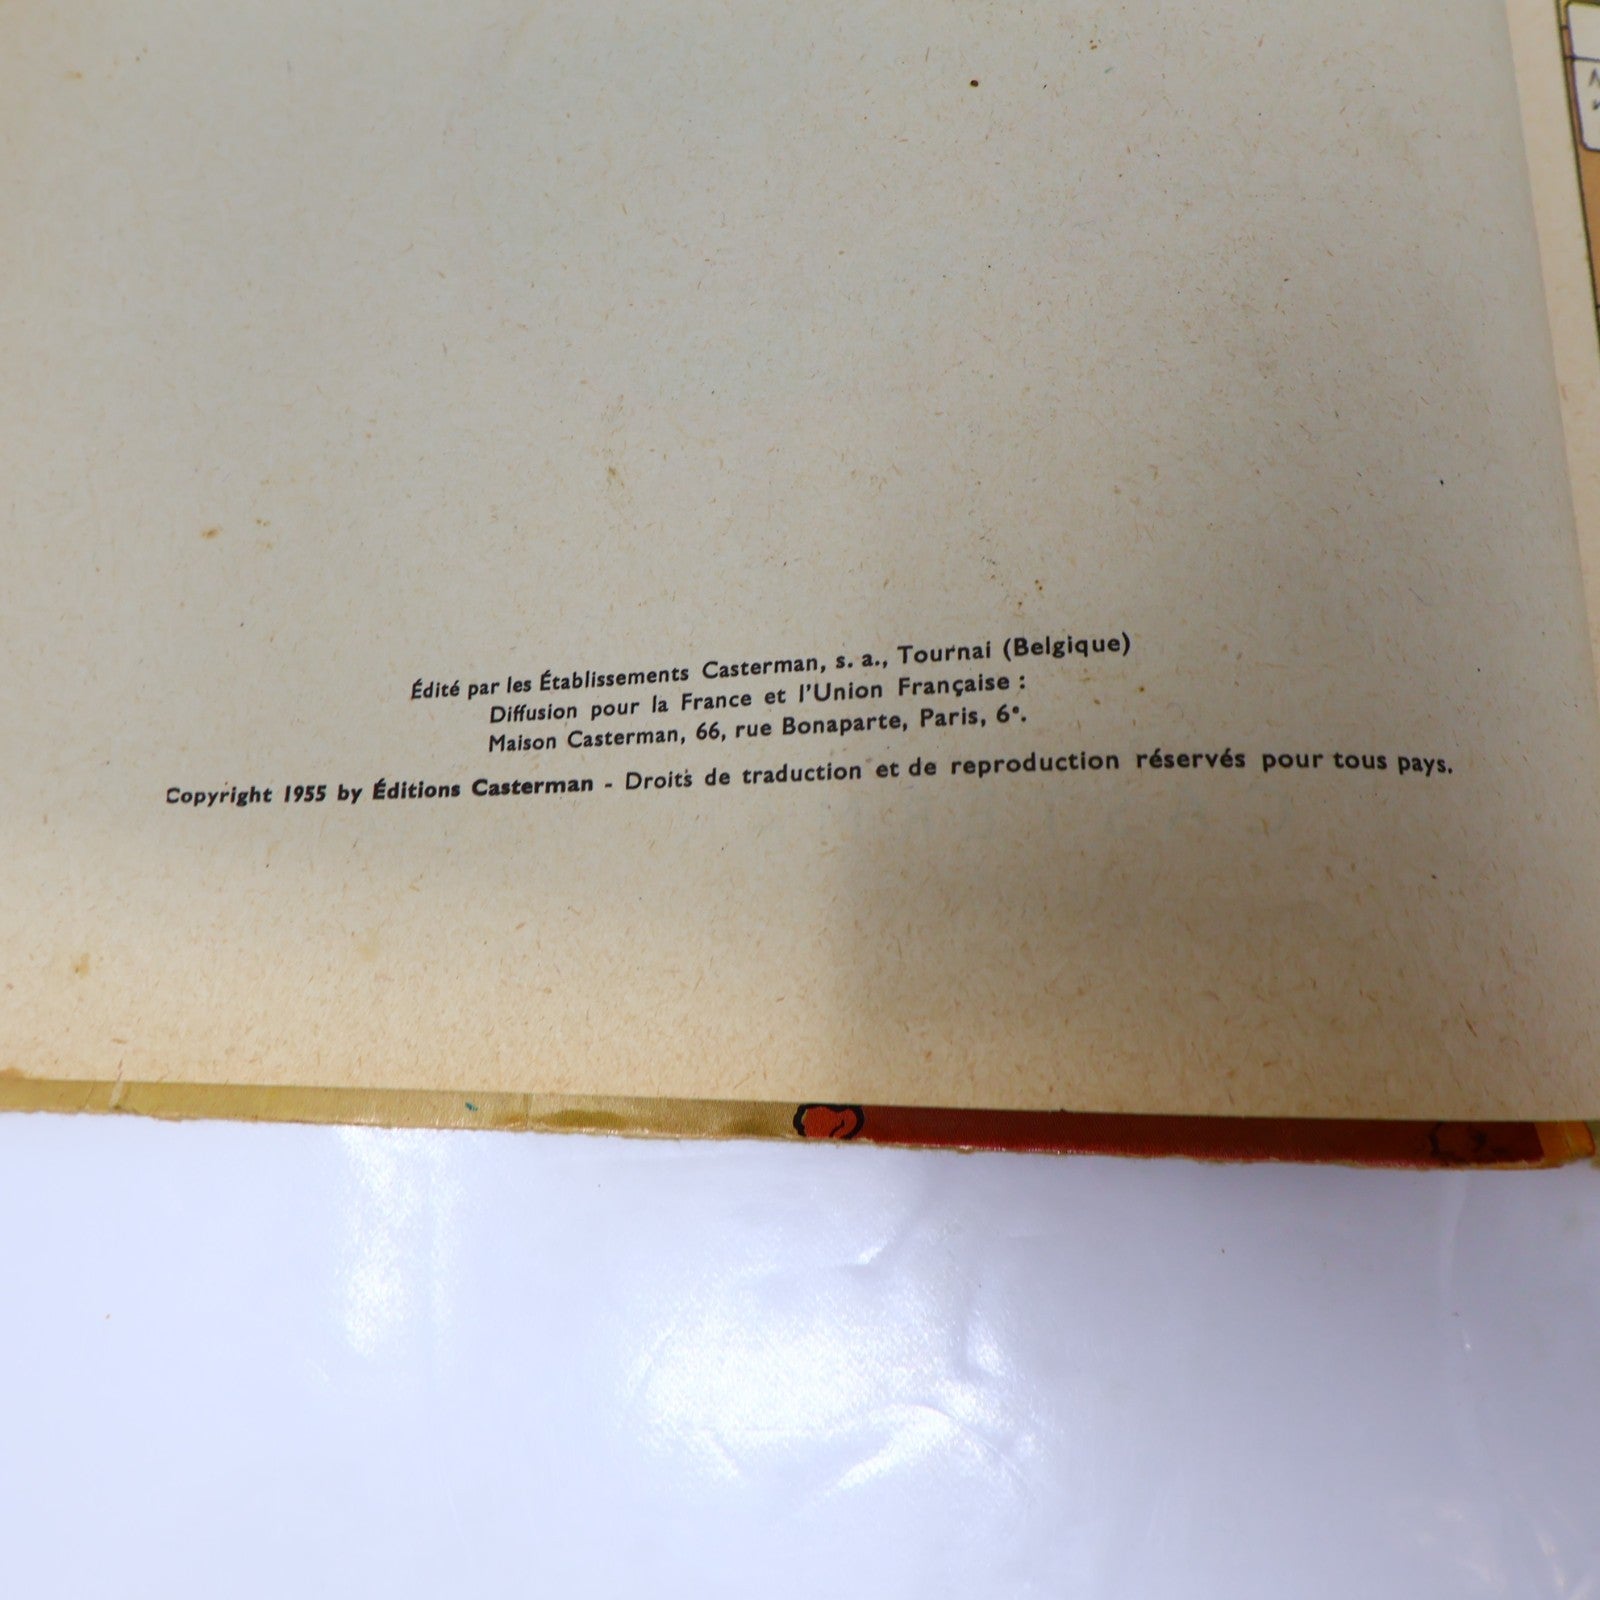 Édité par les Établissements Casterman, s. a., Tournai (Belgique)
Diffusion pour la France et l'Union Française :
Maison Casterman, 66, rue Bonaparte, Paris, 6e.
Copyright 1955 by Éditions Casterman - Droits de traduction et de reproduction réservés pour tous pays.